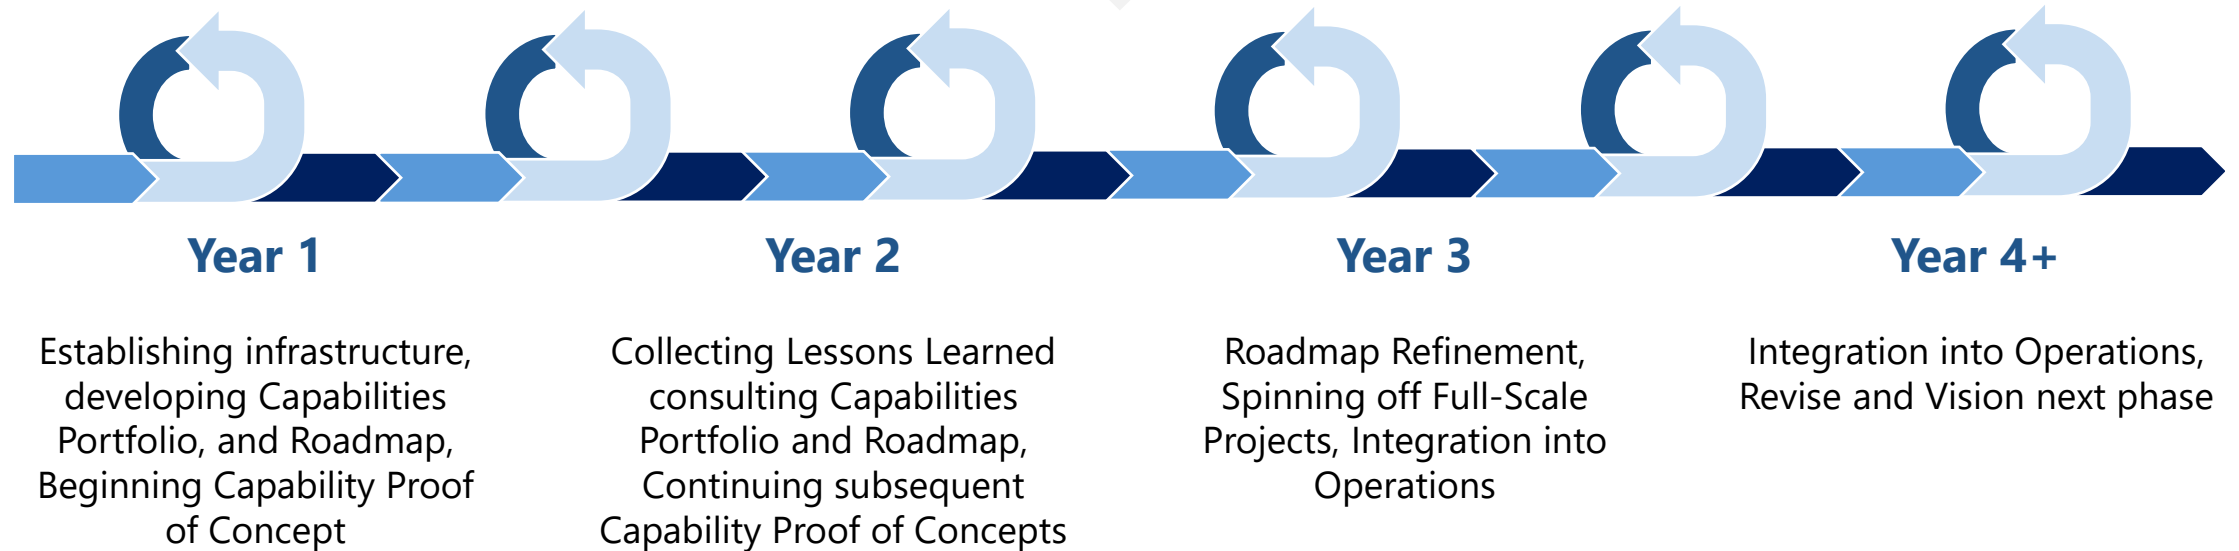 Year 1
Establishing infrastructure,
developing Capabilities
Portfolio, and Roadmap,
Beginning Capability Proof
of Concept
Year 2
Collecting Lessons Learned
consulting Capabilities
Portfolio and Roadmap,
Continuing subsequent
Capability Proof of Concepts
Year 3
Roadmap Refinement,
Spinning off Full-Scale
Projects, Integration into
Operations
Year 4+
Integration into Operations,
Revise and Vision next phase